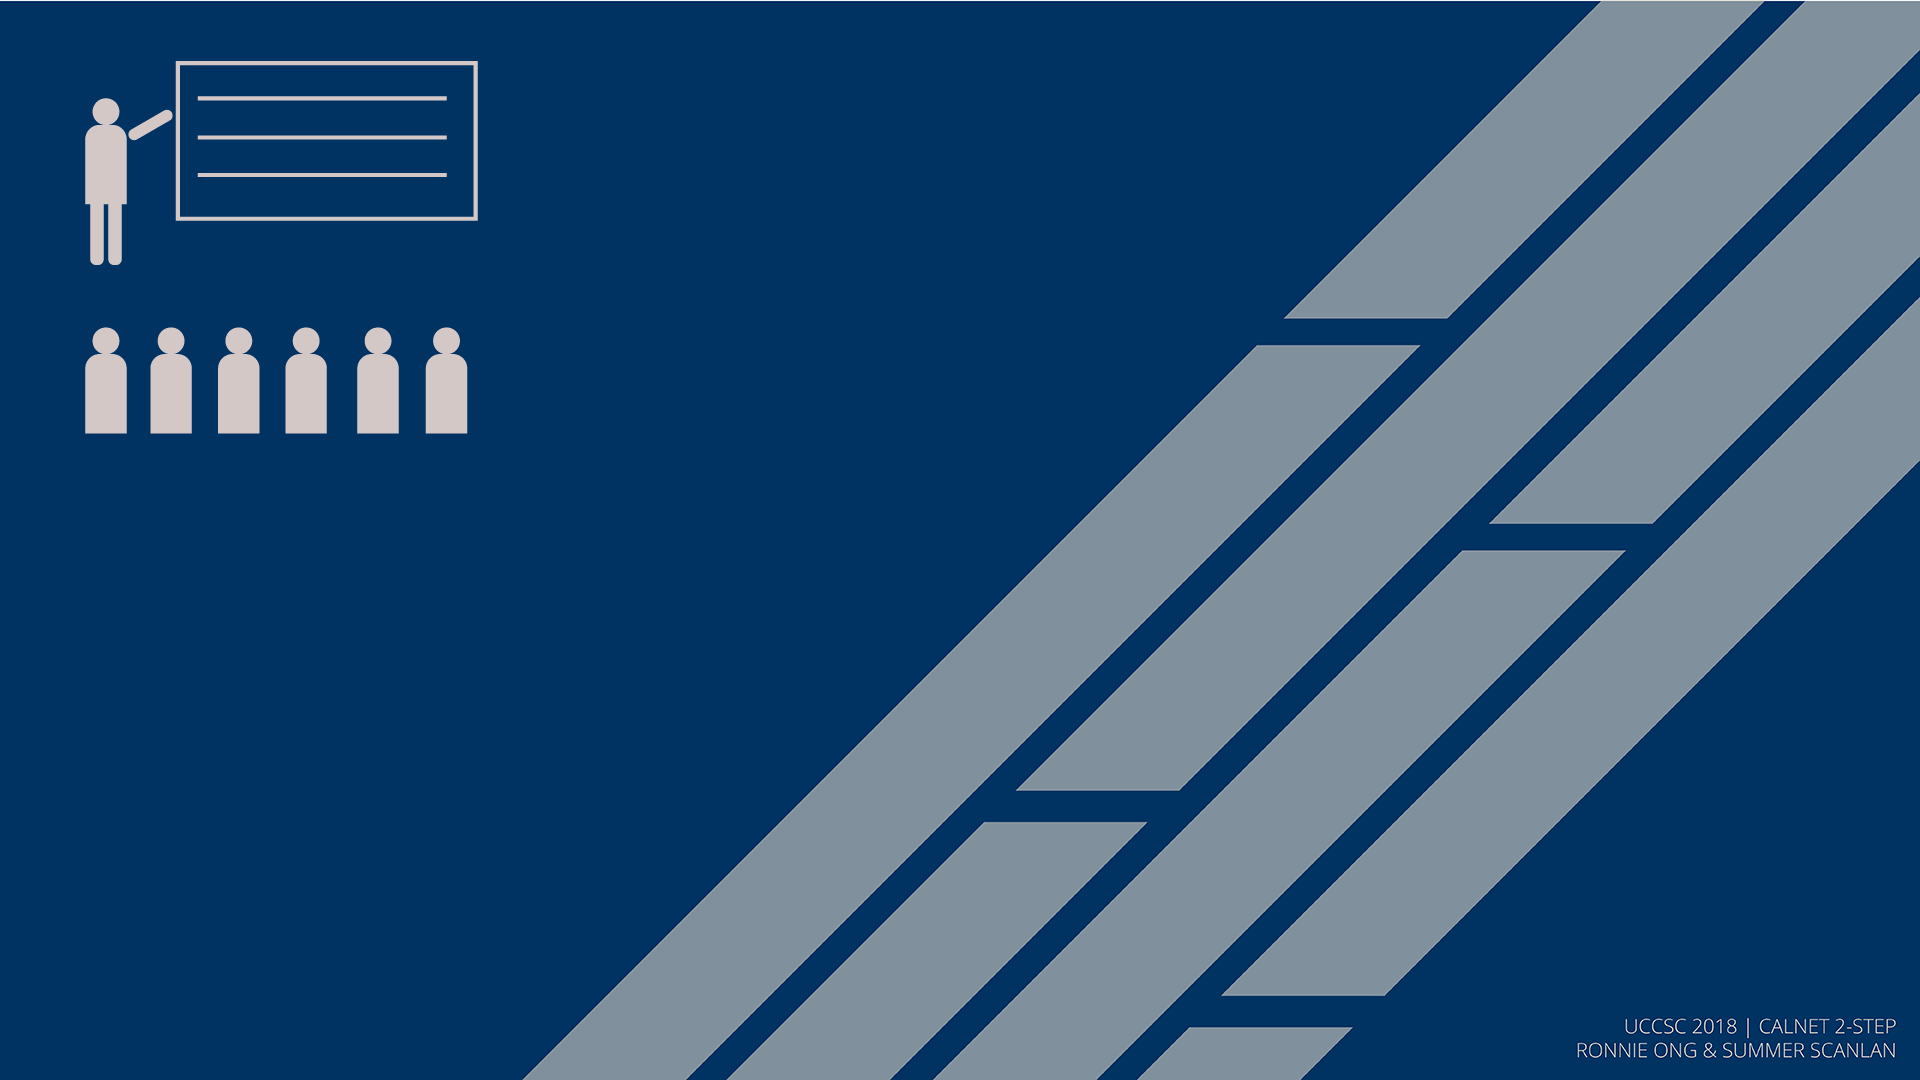 UCCSC 2018 | CALNET 2-STEP
RONNIE ONG & SUMMER SCANLAN